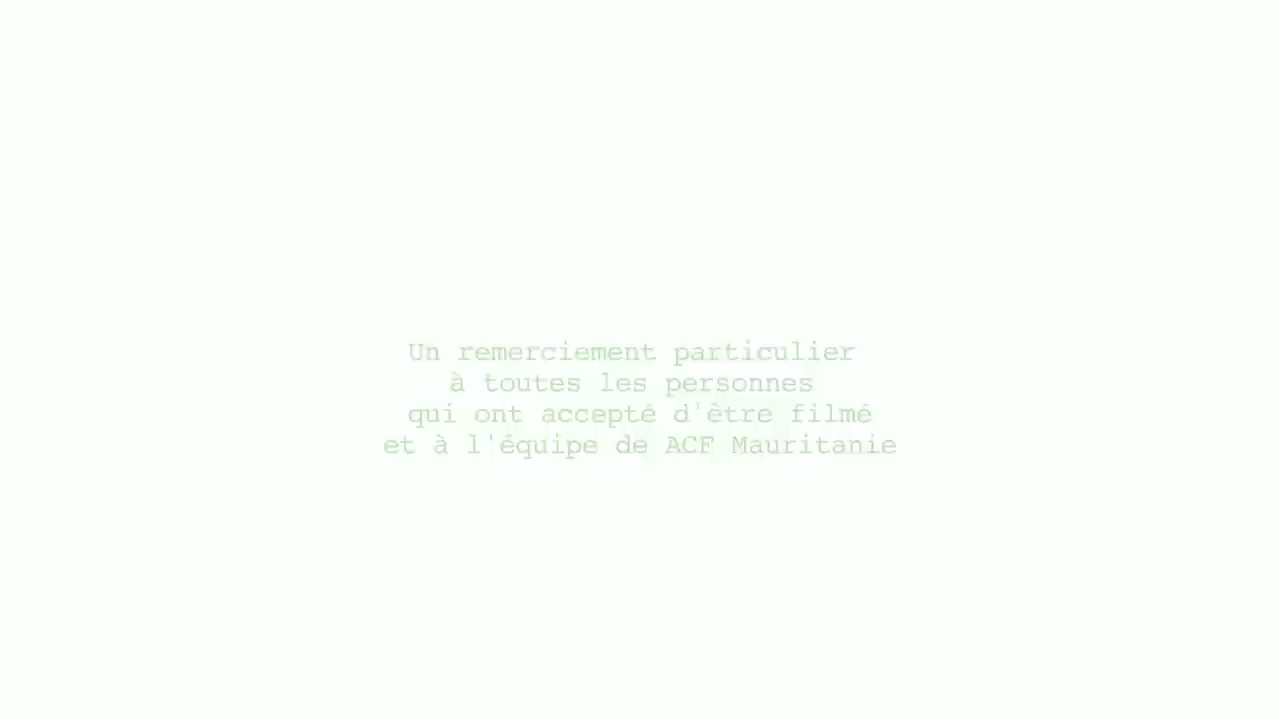 Un remerciement particulier
à toutes les personnes
qui ont accepté d'être filmé
et à l'équipe de ACF Mauritanie